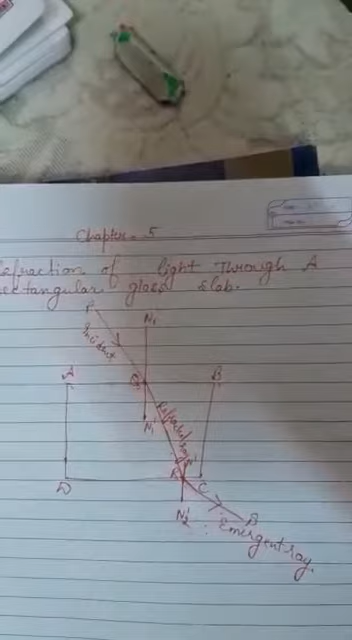 Chapter - 5
Refraction of light Through A
rectangular glass slab.
P
N1
Incident
A
B
N1'
Refracted ray
D
C
N2'
Emergent ray.